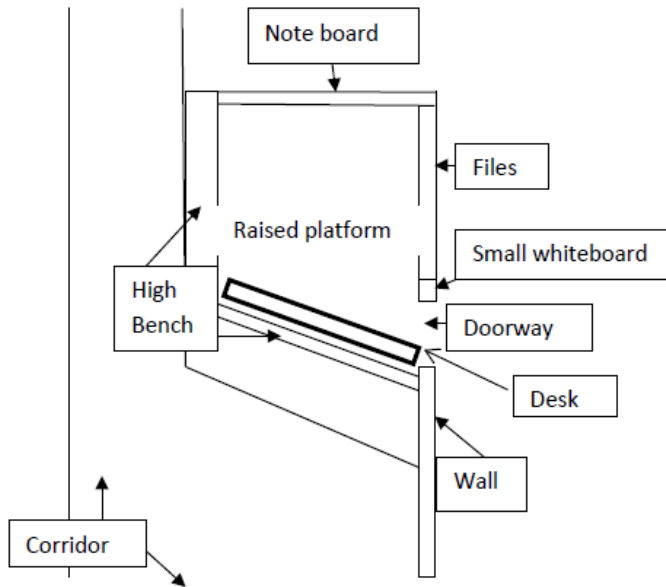 Note board
Files
Raised platform
Small whiteboard
High
Bench
Doorway
Desk
Wall
Corridor